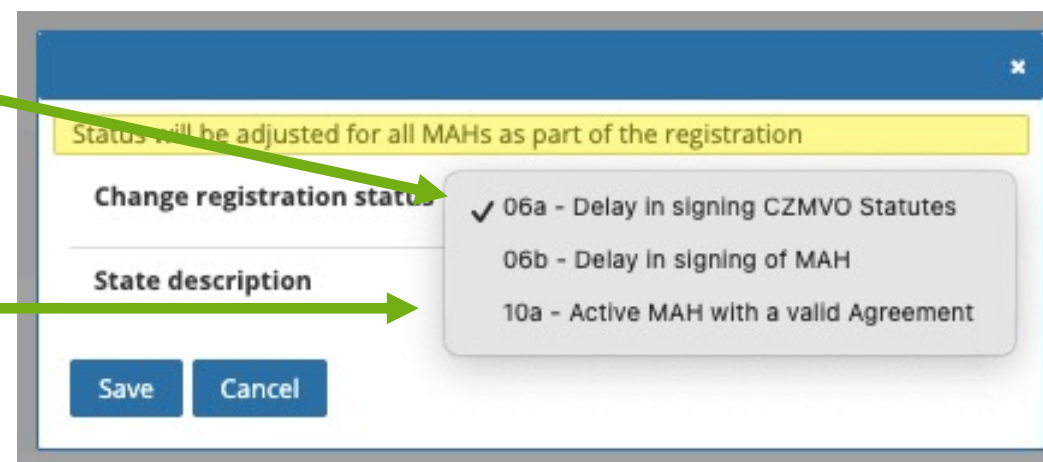 Status will be adjusted for all MAHs as part of the registration
Change registration status
✓ 06a - Delay in signing CZMVO Statutes
06b - Delay in signing of MAH
State description
10a - Active MAH with a valid Agreement
Save Cancel